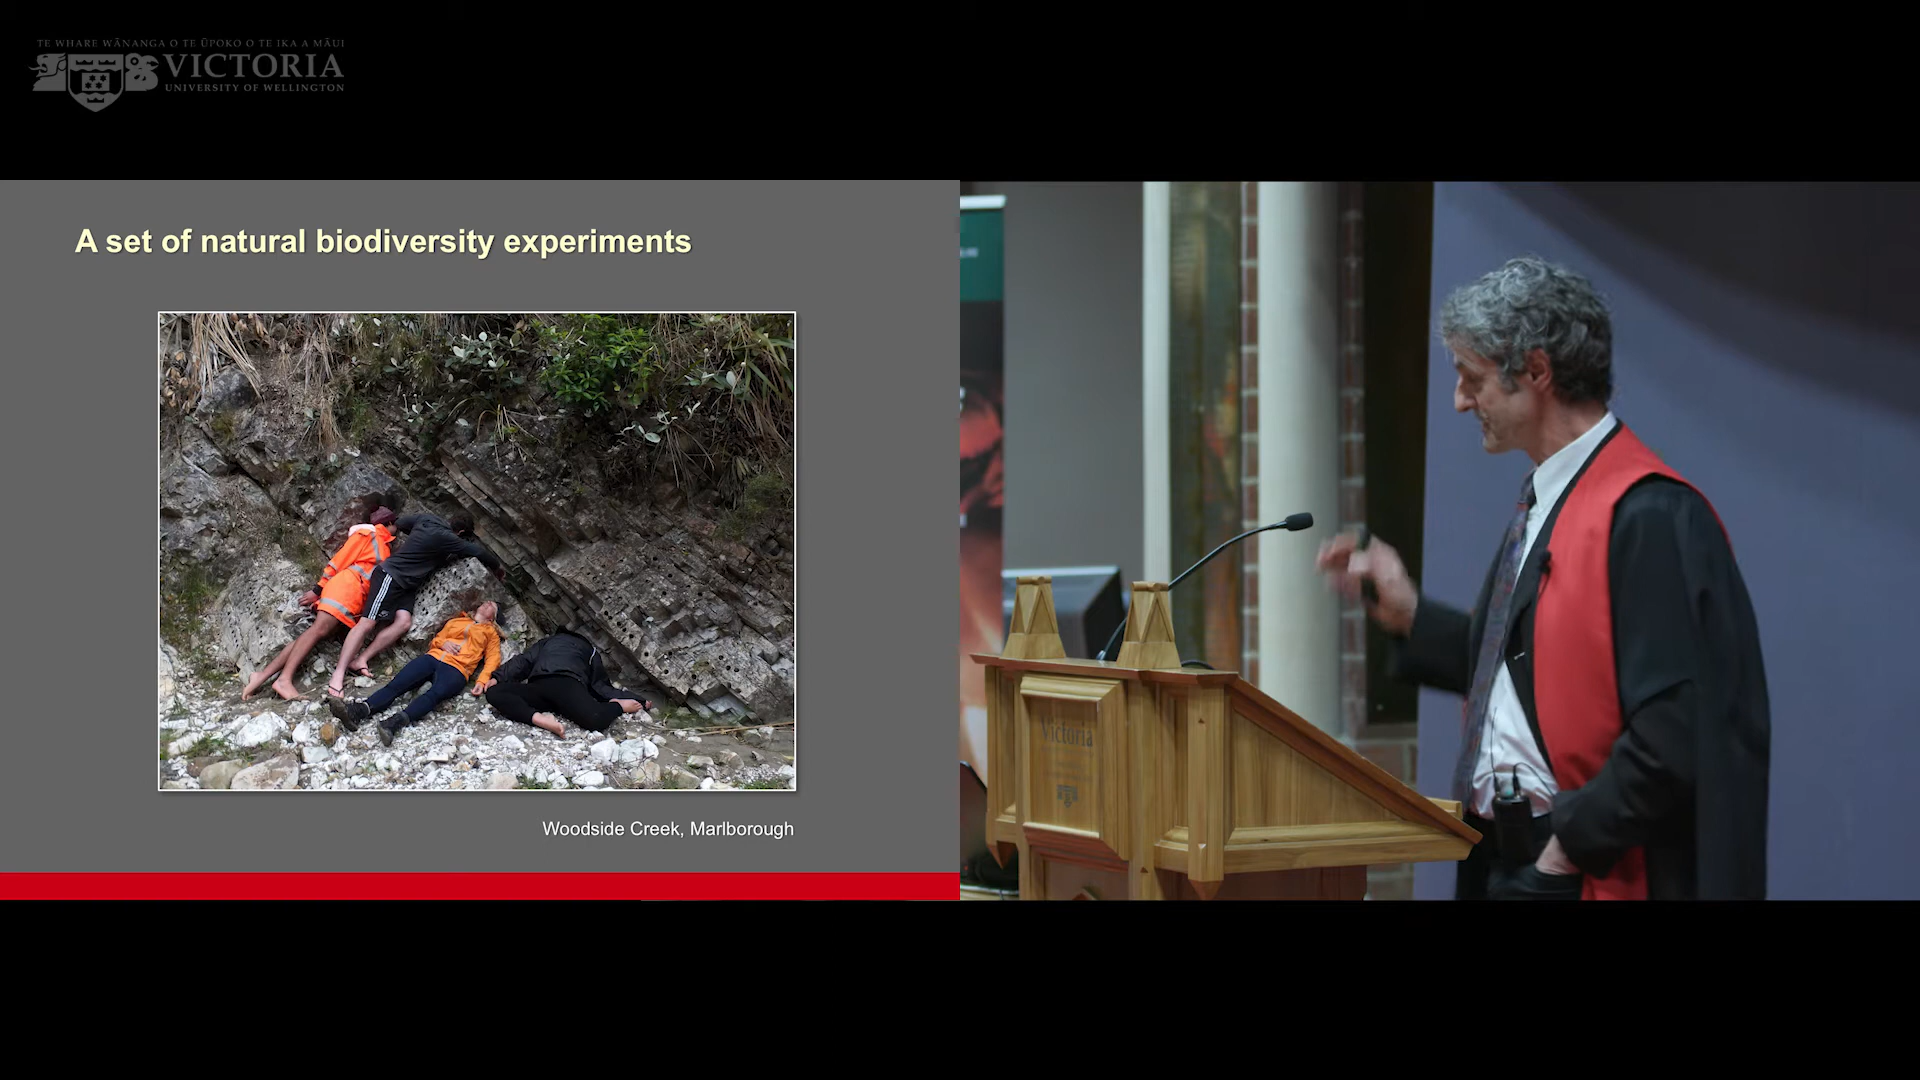 TE WHARE WĀNANGA O TE ŪPOKO O TE IKA A MĀUI
VICTORIA
UNIVERSITY OF WELLINGTON
A set of natural biodiversity experiments
Woodside Creek, Marlborough
Victoria